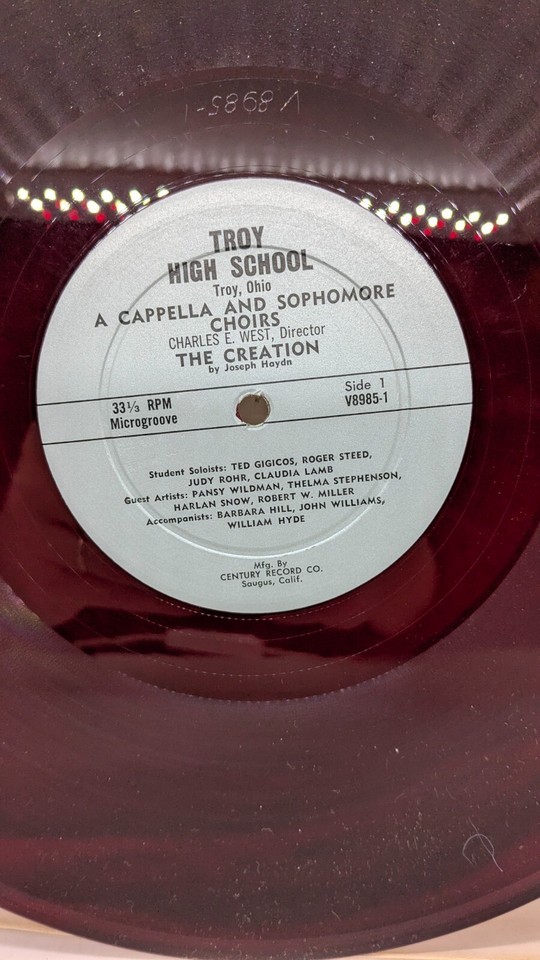 V 8985-1
TROY
HIGH SCHOOL
Troy, Ohio
A CAPPELLA AND SOPHOMORE
CHOIRS
CHARLES E. WEST, Director
THE CREATION
by Joseph Haydn
33⅓ RPM
Microgroove
Side 1
V8985-1
Student Soloists: TED GIGICOS, ROGER STEED,
JUDY ROHR, CLAUDIA LAMB
Guest Artists: PANSY WILDMAN, THELMA STEPHENSON,
HARLAN SNOW, ROBERT W. MILLER
Accompanists: BARBARA HILL, JOHN WILLIAMS,
WILLIAM HYDE
Mfg. By
CENTURY RECORD CO.
Saugus, Calif.